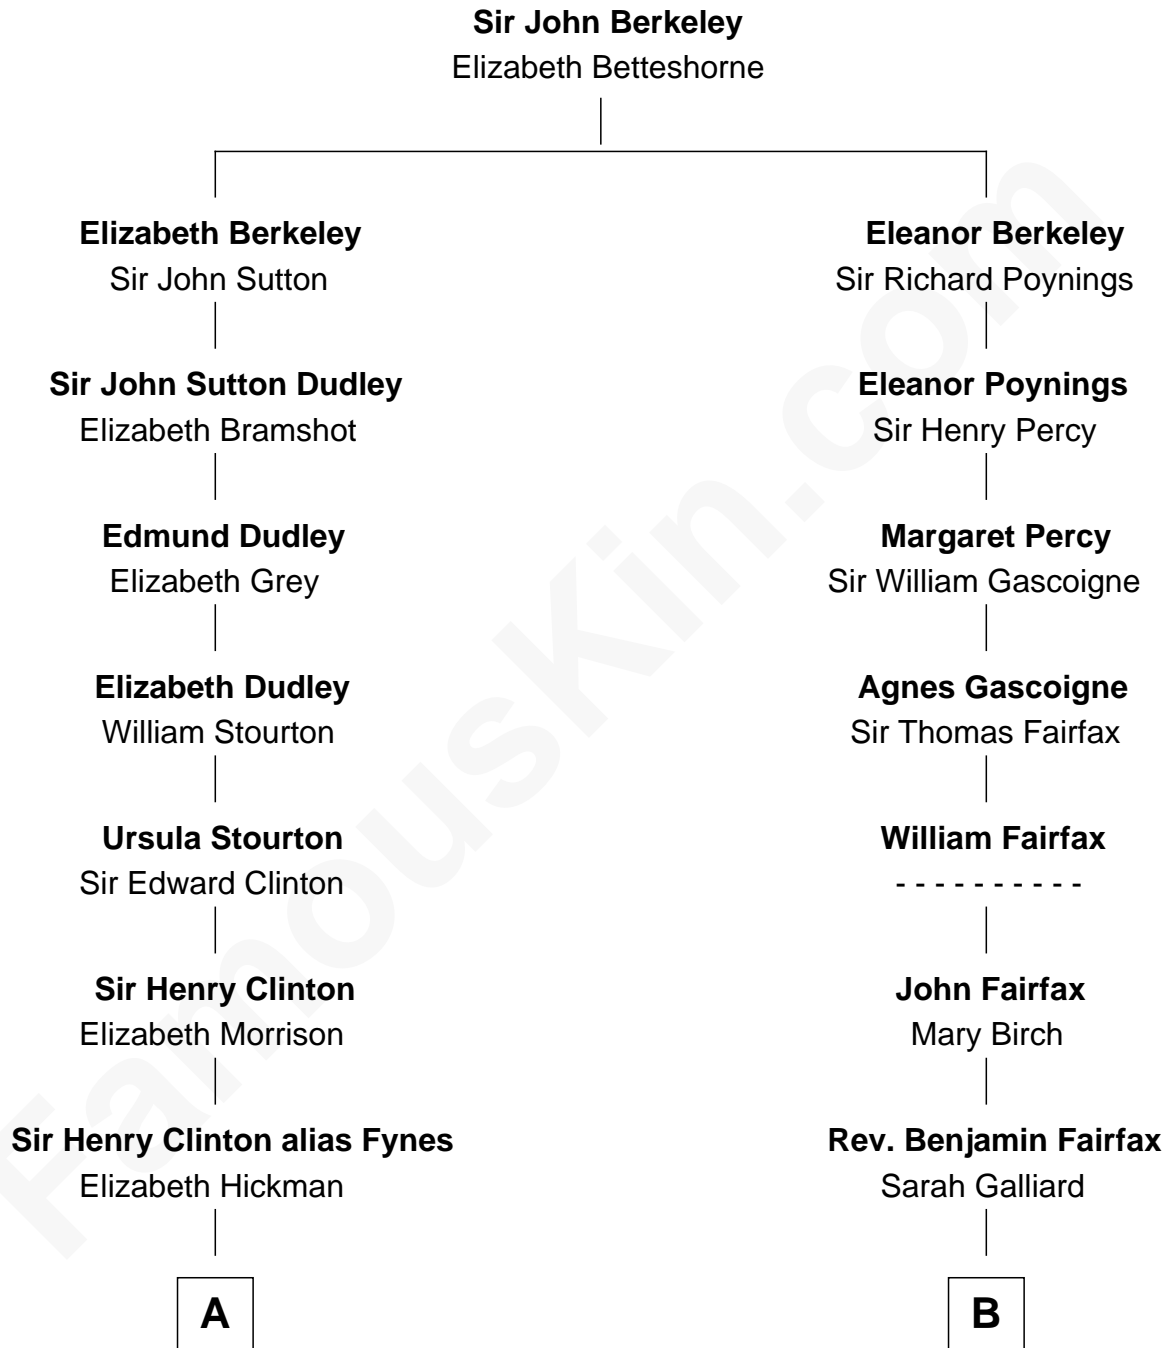 Sir John Berkeley
Elizabeth Betteshorne
Elizabeth Berkeley
Sir John Sutton
Eleanor Berkeley
Sir Richard Poynings
Sir John Sutton Dudley
Elizabeth Bramshot
Eleanor Poynings
Sir Henry Percy
Edmund Dudley
Elizabeth Grey
Margaret Percy
Sir William Gascoigne
Elizabeth Dudley
William Stourton
Agnes Gascoigne
Sir Thomas Fairfax
Ursula Stourton
Sir Edward Clinton
William Fairfax
- - - - - - - - - -
Sir Henry Clinton
Elizabeth Morrison
John Fairfax
Mary Birch
Sir Henry Clinton alias Fynes
Elizabeth Hickman
Rev. Benjamin Fairfax
Sarah Galliard
A
B
FamousKin.com